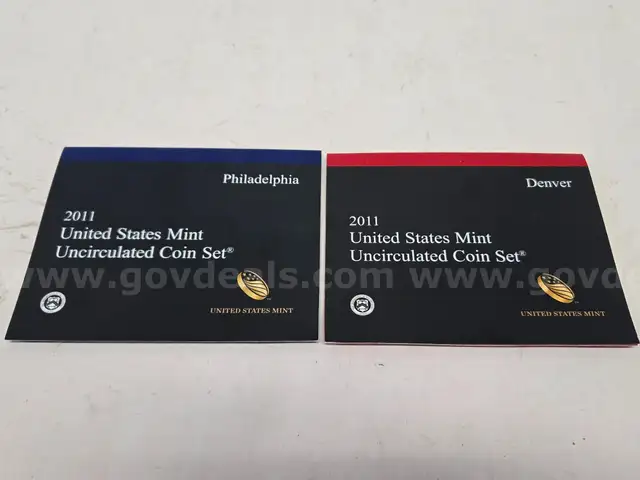 Philadelphia
2011
United States Mint
Uncirculated Coin Set®
UNITED STATES MINT
Denver
2011
United States Mint
Uncirculated Coin Set®
UNITED STATES MINT
www.govdeals.com
www.govde